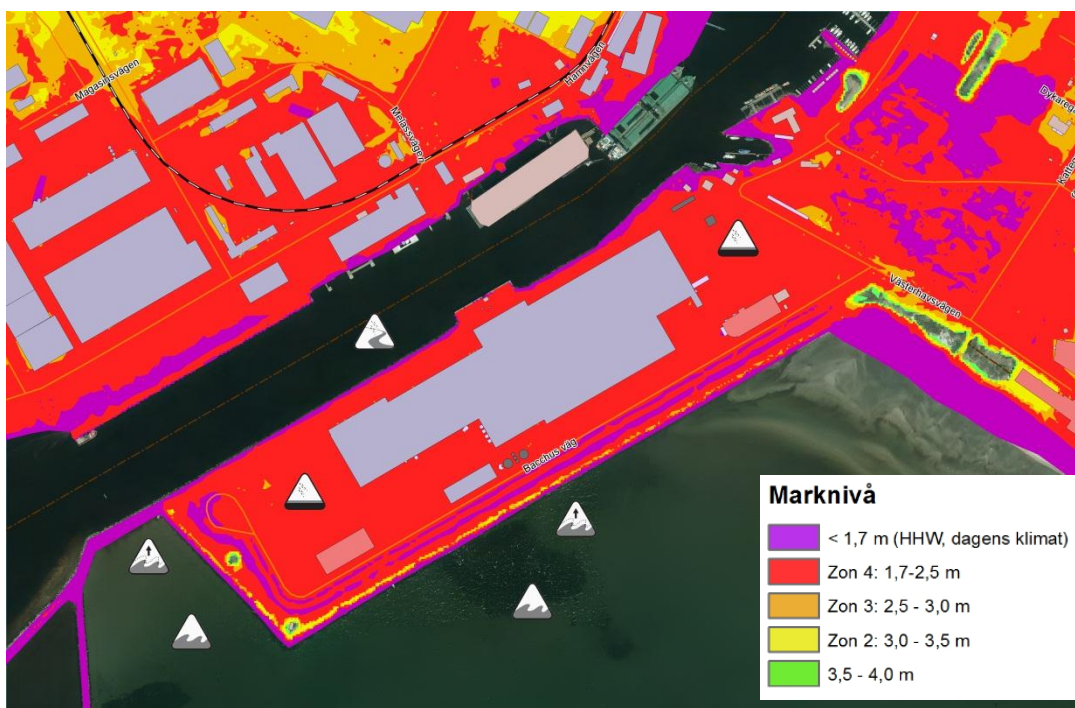 Magasinsvägen
Melassvägen
Hamnvägen
Västerhavsvägen
Bacchus väg
Marknivå
< 1,7 m (HHW, dagens klimat)
Zon 4: 1,7-2,5 m
Zon 3: 2,5 - 3,0 m
Zon 2: 3,0 - 3,5 m
3,5 - 4,0 m